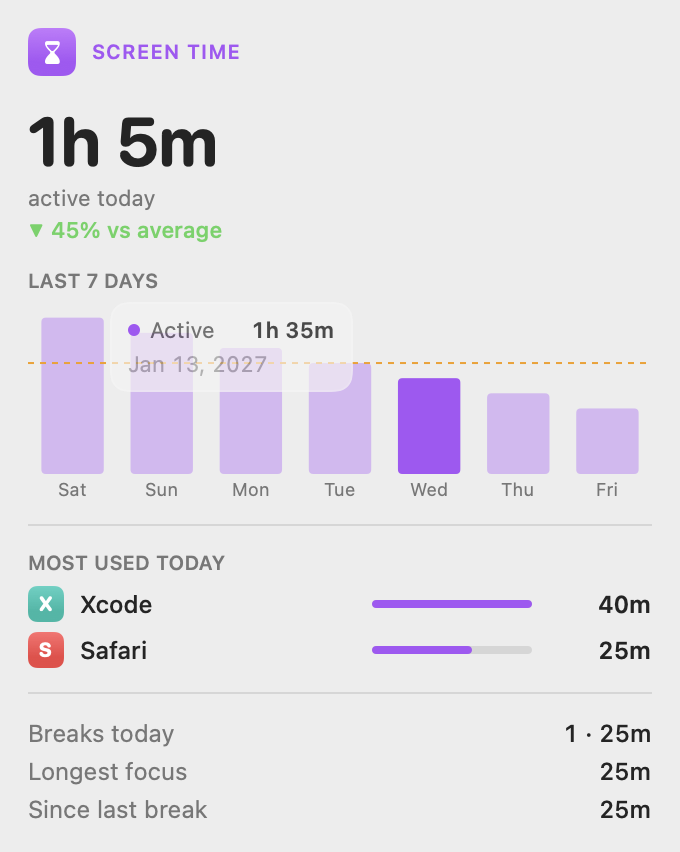 SCREEN TIME
1h 5m
active today
▼ 45% vs average
LAST 7 DAYS
Active 1h 35m
Jan 13, 2027
Sat Sun Mon Tue Wed Thu Fri
MOST USED TODAY
X Xcode 40m
S Safari 25m
Breaks today 1 · 25m
Longest focus 25m
Since last break 25m